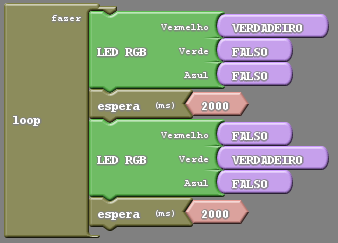 fazer
Vermelho VERDADEIRO
LED RGB Verde FALSO
Azul FALSO
espera (ms) 2000
loop
Vermelho FALSO
LED RGB Verde VERDADEIRO
Azul FALSO
espera (ms) 2000